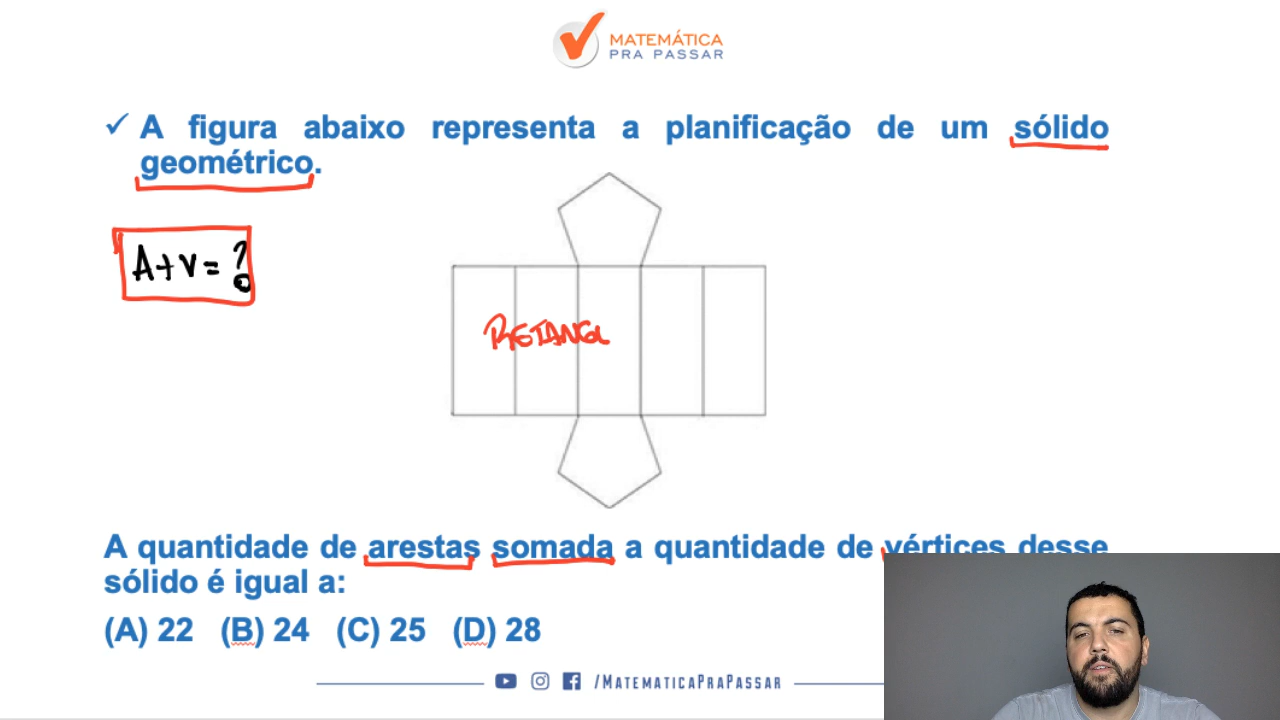 MATEMÁTICA
PRA PASSAR
✓ A figura abaixo representa a planificação de um sólido
geométrico.
A+V=?
RETANGL
A quantidade de arestas somada a quantidade de vértices desse
sólido é igual a:
(A) 22 (B) 24 (C) 25 (D) 28
/MATEMATICAPRAPASSAR